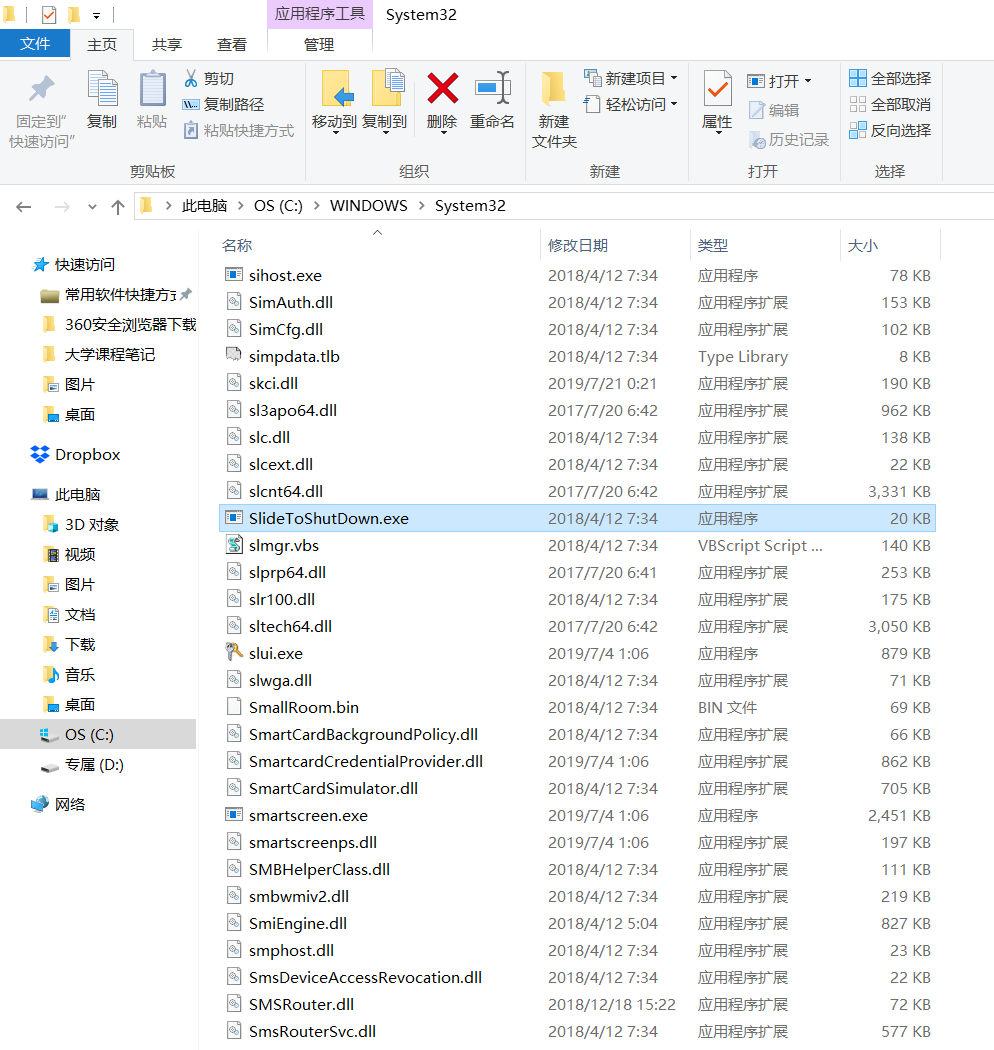 应用程序工具 System32
文件 主页 共享 查看 管理
固定到“快速访问”
复制
粘贴
剪切
复制路径
粘贴快捷方式
剪贴板
移动到
复制到
删除
重命名
组织
新建文件夹
新建项目
轻松访问
新建
属性
打开
编辑
历史记录
打开
全部选择
全部取消
反向选择
选择
此电脑 OS (C:) WINDOWS System32
快速访问
常用软件快捷方式
360安全浏览器下载
大学课程笔记
图片
桌面
Dropbox
此电脑
3D 对象
视频
图片
文档
下载
音乐
桌面
OS (C:)
专属 (D:)
网络
名称 修改日期 类型 大小
sihost.exe 2018/4/12 7:34 应用程序 78 KB
SimAuth.dll 2018/4/12 7:34 应用程序扩展 153 KB
SimCfg.dll 2018/4/12 7:34 应用程序扩展 102 KB
simpdata.tlb 2018/4/12 7:34 Type Library 8 KB
skci.dll 2019/7/21 0:21 应用程序扩展 190 KB
sl3apo64.dll 2017/7/20 6:42 应用程序扩展 962 KB
slc.dll 2018/4/12 7:34 应用程序扩展 138 KB
slcext.dll 2018/4/12 7:34 应用程序扩展 22 KB
slcnt64.dll 2017/7/20 6:42 应用程序扩展 3,331 KB
SlideToShutDown.exe 2018/4/12 7:34 应用程序 20 KB
slmgr.vbs 2018/4/12 7:34 VBScript Script ... 140 KB
slprp64.dll 2017/7/20 6:41 应用程序扩展 253 KB
slr100.dll 2018/4/12 7:34 应用程序扩展 175 KB
sltech64.dll 2017/7/20 6:42 应用程序扩展 3,050 KB
slui.exe 2019/7/4 1:06 应用程序 879 KB
slwga.dll 2018/4/12 7:34 应用程序扩展 71 KB
SmallRoom.bin 2018/4/12 7:34 BIN 文件 69 KB
SmartCardBackgroundPolicy.dll 2018/4/12 7:34 应用程序扩展 66 KB
SmartcardCredentialProvider.dll 2019/7/4 1:06 应用程序扩展 862 KB
SmartCardSimulator.dll 2018/4/12 7:34 应用程序扩展 705 KB
smartscreen.exe 2019/7/4 1:06 应用程序 2,451 KB
smartscreenps.dll 2019/7/4 1:06 应用程序扩展 197 KB
SMBHelperClass.dll 2018/4/12 7:34 应用程序扩展 111 KB
smbwmiv2.dll 2018/4/12 7:34 应用程序扩展 219 KB
SmiEngine.dll 2018/4/12 5:04 应用程序扩展 827 KB
smphost.dll 2018/4/12 7:34 应用程序扩展 23 KB
SmsDeviceAccessRevocation.dll 2018/4/12 7:34 应用程序扩展 22 KB
SMSRouter.dll 2018/12/18 15:22 应用程序扩展 72 KB
SmsRouterSvc.dll 2018/4/12 7:34 应用程序扩展 577 KB